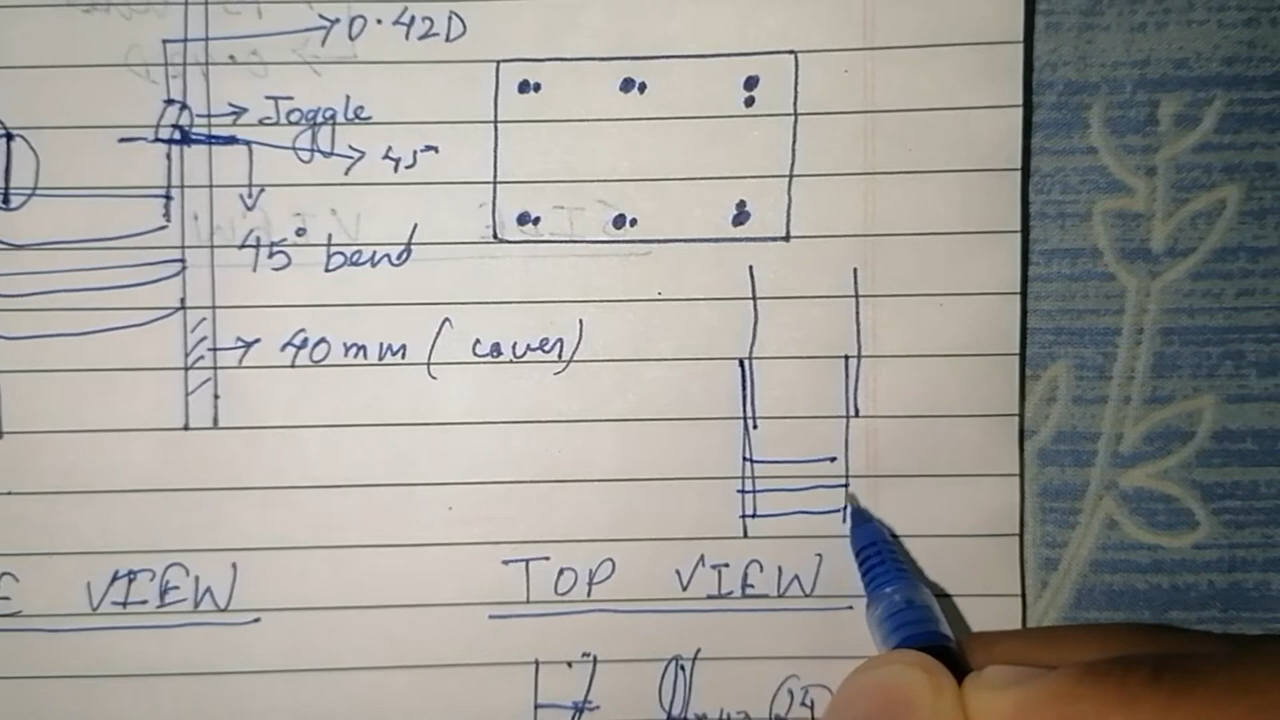 0.42D
Joggle
45°
45° bend
40mm (cover)
E VIEW
TOP VIEW